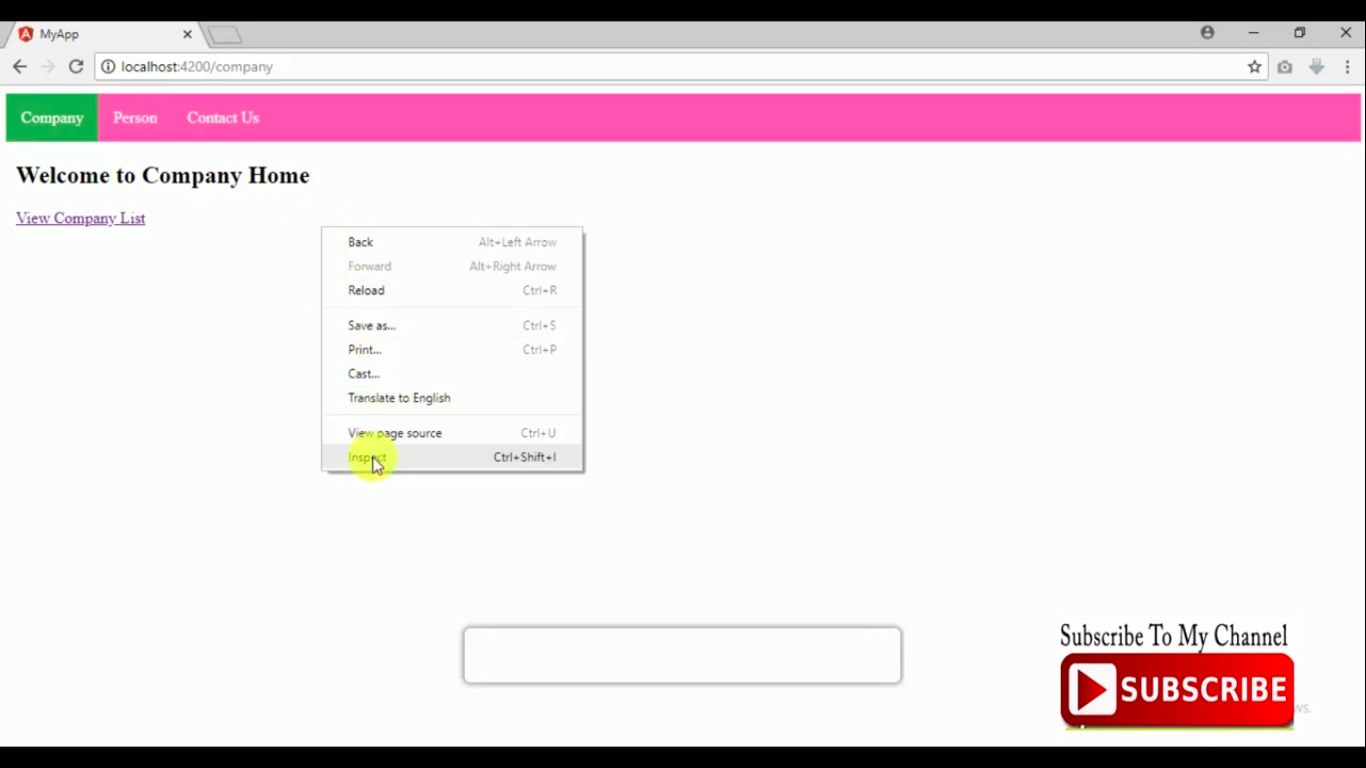 MyApp
localhost:4200/company
Company Person Contact Us
Welcome to Company Home
View Company List
Back Alt+Left Arrow
Forward Alt+Right Arrow
Reload Ctrl+R
Save as... Ctrl+S
Print... Ctrl+P
Cast...
Translate to English
View page source Ctrl+U
Inspect Ctrl+Shift+I
Subscribe To My Channel
SUBSCRIBE